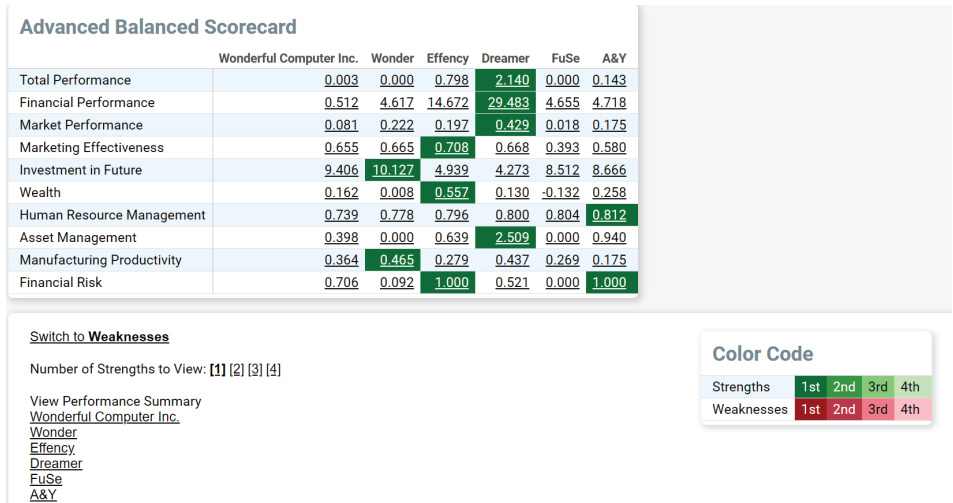 Advanced Balanced Scorecard
Wonderful Computer Inc. Wonder Effency Dreamer FuSe A&Y
Total Performance 0.003 0.000 0.798 2.140 0.000 0.143
Financial Performance 0.512 4.617 14.672 29.483 4.655 4.718
Market Performance 0.081 0.222 0.197 0.429 0.018 0.175
Marketing Effectiveness 0.655 0.665 0.708 0.668 0.393 0.580
Investment in Future 9.406 10.127 4.939 4.273 8.512 8.666
Wealth 0.162 0.008 0.557 0.130 -0.132 0.258
Human Resource Management 0.739 0.778 0.796 0.800 0.804 0.812
Asset Management 0.398 0.000 0.639 2.509 0.000 0.940
Manufacturing Productivity 0.364 0.465 0.279 0.437 0.269 0.175
Financial Risk 0.706 0.092 1.000 0.521 0.000 1.000
Switch to Weaknesses
Number of Strengths to View: [1] [2] [3] [4]
View Performance Summary
Wonderful Computer Inc.
Wonder
Effency
Dreamer
FuSe
A&Y
Color Code
Strengths 1st 2nd 3rd 4th
Weaknesses 1st 2nd 3rd 4th